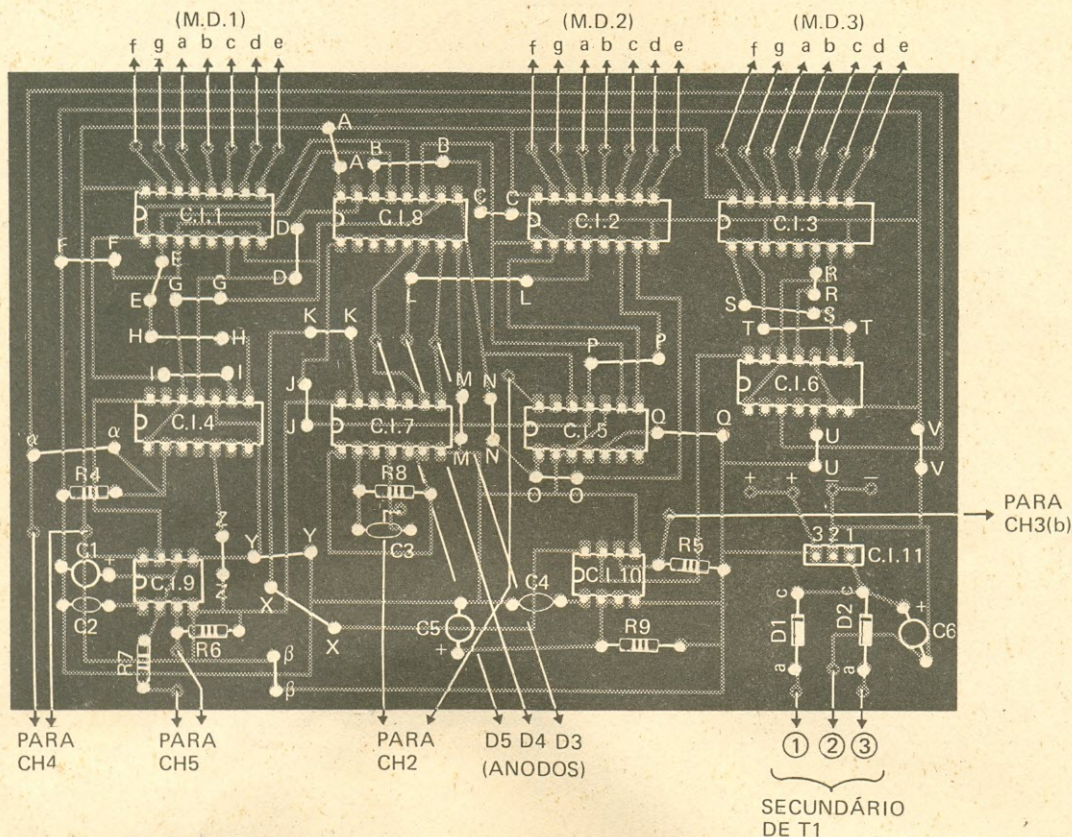 (M.D.1) (M.D.2) (M.D.3)
f g a b c d e f g a b c d e f g a b c d e
A
A B B
C.I.1 C.I.8 C C C.I.2 C.I.3
D
F F E D R
G G L L R
E S S
K K T T
H H P P
I I J M N C.I.6
C.I.4 J C.I.7 M N C.I.5 Q Q V
α α U
R4 R8 O O U V
+ + − −
PARA
CH3(b)
C3
Z Y Y 3 2 1 C.I.11
C1 R5
C.I.9 Z X C4 C.I.10
C2 c c +
C5 D1 D2 C6
R7 R6 X + R9
β a a
β
PARA
CH4
PARA
CH5
PARA
CH2
D5 D4 D3
(ANODOS)
1 2 3
SECUNDÁRIO
DE T1